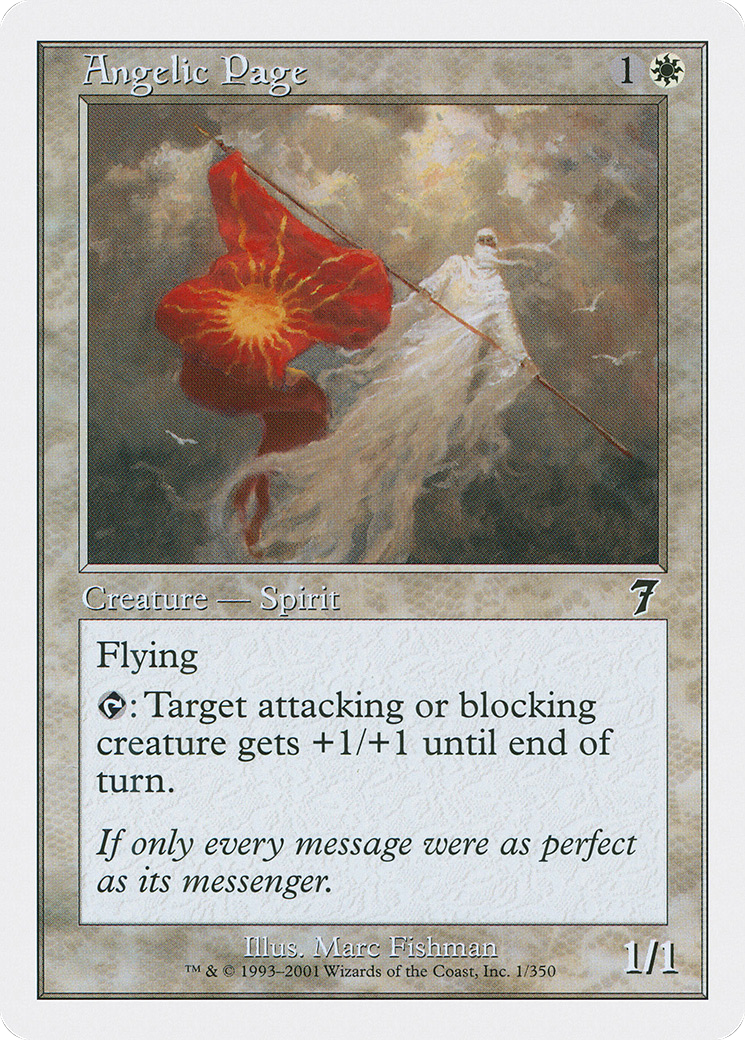 Angelic Page 1
Creature — Spirit 7
Flying
: Target attacking or blocking
creature gets +1/+1 until end of
turn.
If only every message were as perfect
as its messenger.
Illus. Marc Fishman
™ & © 1993–2001 Wizards of the Coast, Inc. 1/350
1/1